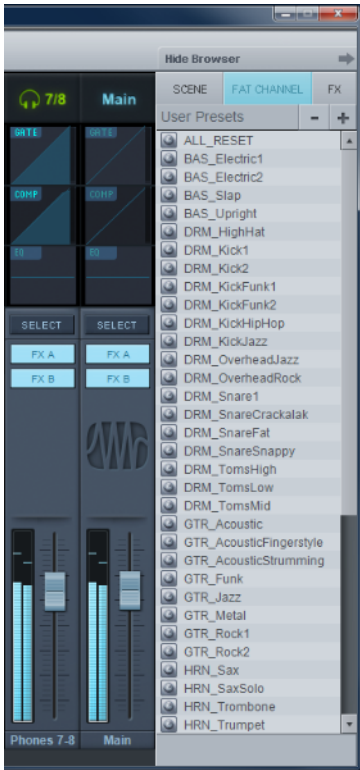 Hide Browser
7/8
Main
SCENE
FAT CHANNEL
FX
User Presets
-
+
GATE
GATE
COMP
COMP
EQ
EQ
SELECT
SELECT
FX A
FX A
FX B
FX B
Phones 7-8
Main
ALL_RESET
BAS_Electric1
BAS_Electric2
BAS_Slap
BAS_Upright
DRM_HighHat
DRM_Kick1
DRM_Kick2
DRM_KickFunk1
DRM_KickFunk2
DRM_KickHipHop
DRM_KickJazz
DRM_OverheadJazz
DRM_OverheadRock
DRM_Snare1
DRM_SnareCrackalak
DRM_SnareFat
DRM_SnareSnappy
DRM_TomsHigh
DRM_TomsLow
DRM_TomsMid
GTR_Acoustic
GTR_AcousticFingerstyle
GTR_AcousticStrumming
GTR_Funk
GTR_Jazz
GTR_Metal
GTR_Rock1
GTR_Rock2
HRN_Sax
HRN_SaxSolo
HRN_Trombone
HRN_Trumpet